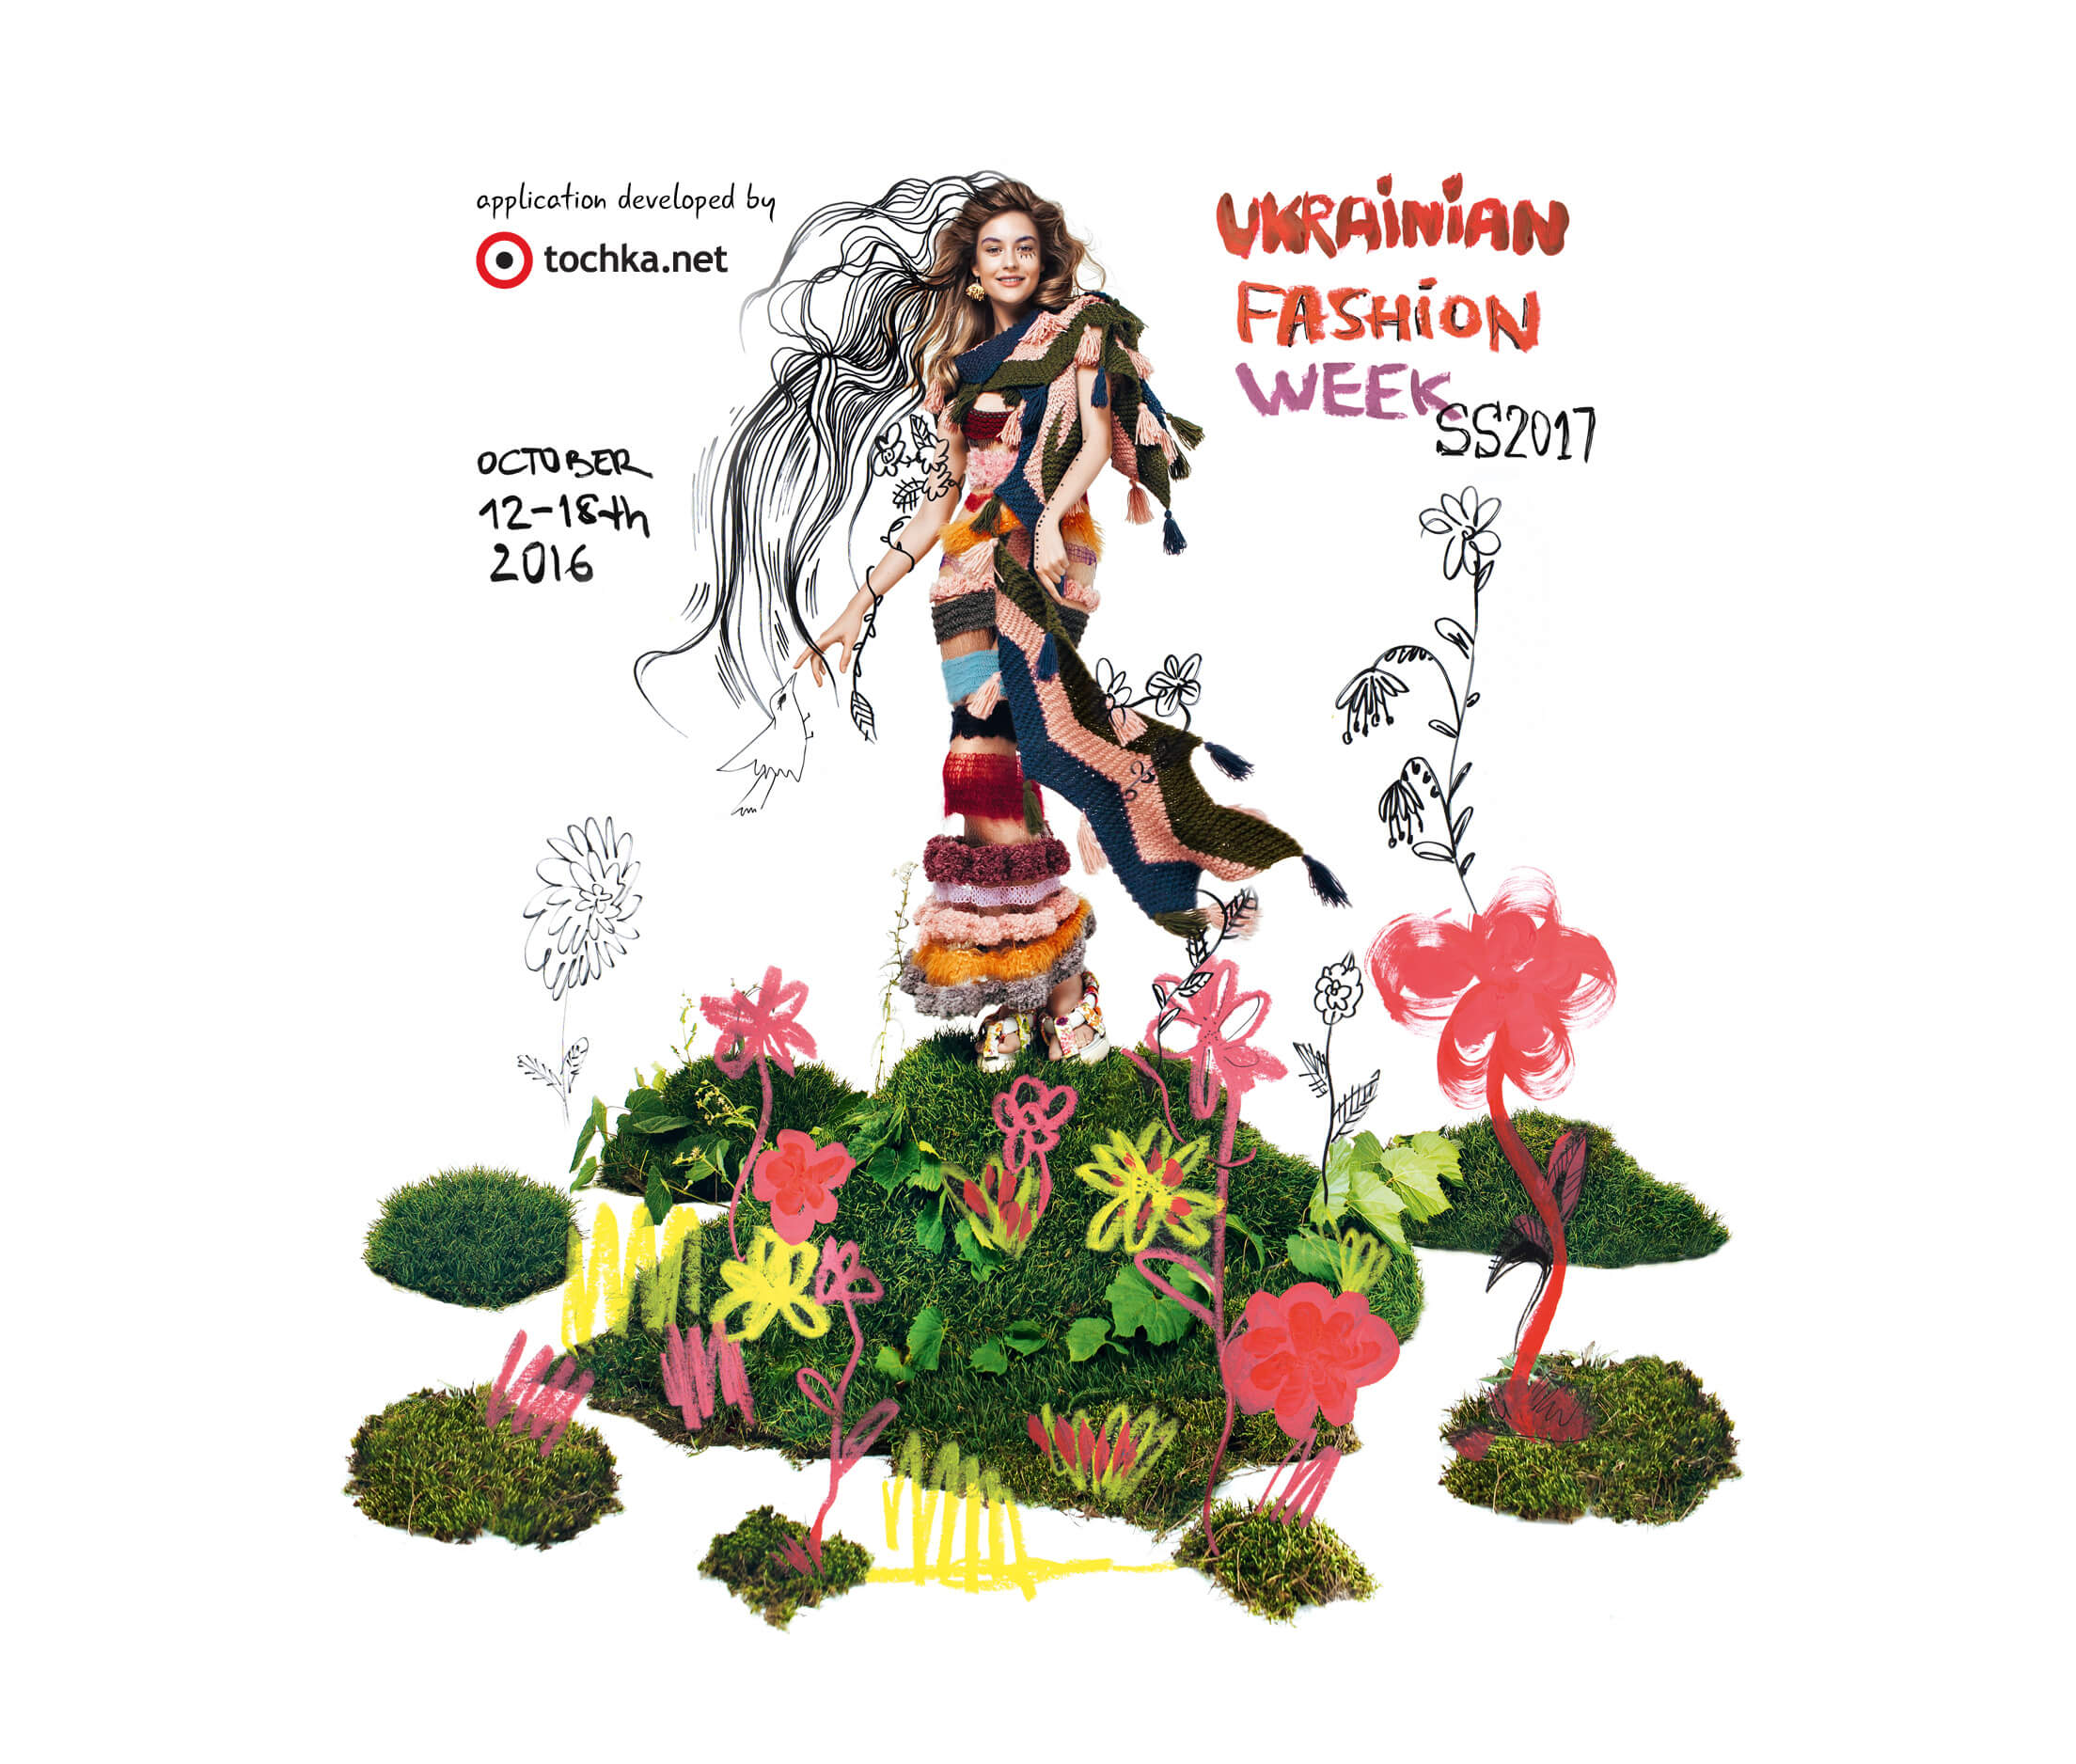 application developed by
tochka.net
UKRAINIAN
FASHION
WEEK
SS2017
OCTOBER
12-18th
2016